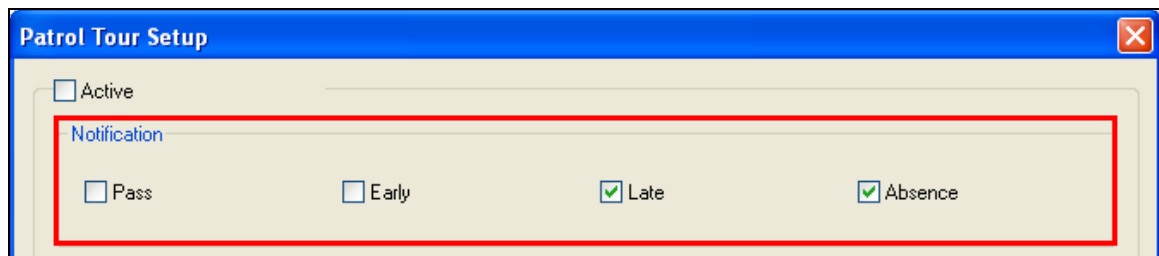 Patrol Tour Setup
Active
Notification
Pass Early Late Absence